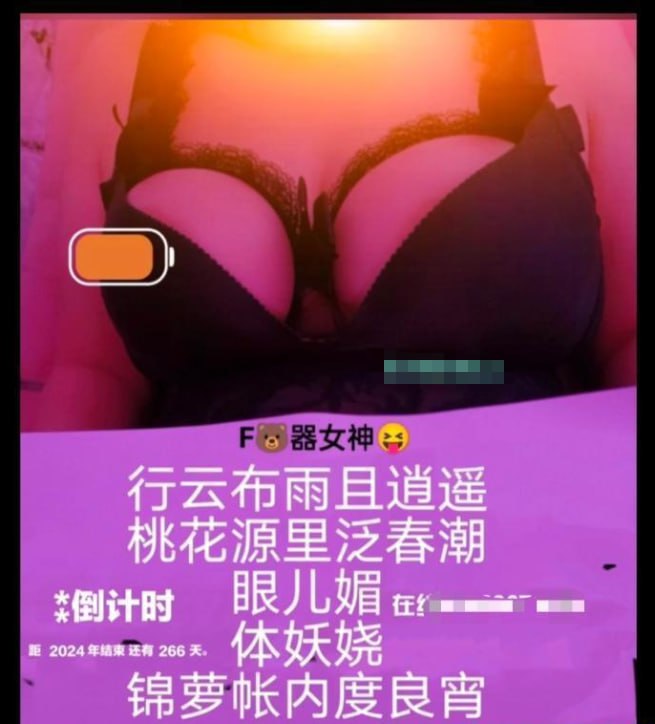 F🐻器女神😝
行云布雨且逍遥
桃花源里泛春潮
眼儿媚
体妖娆
锦萝帐内度良宵
**倒计时
距 2024 年结束 还有 266 天。
在